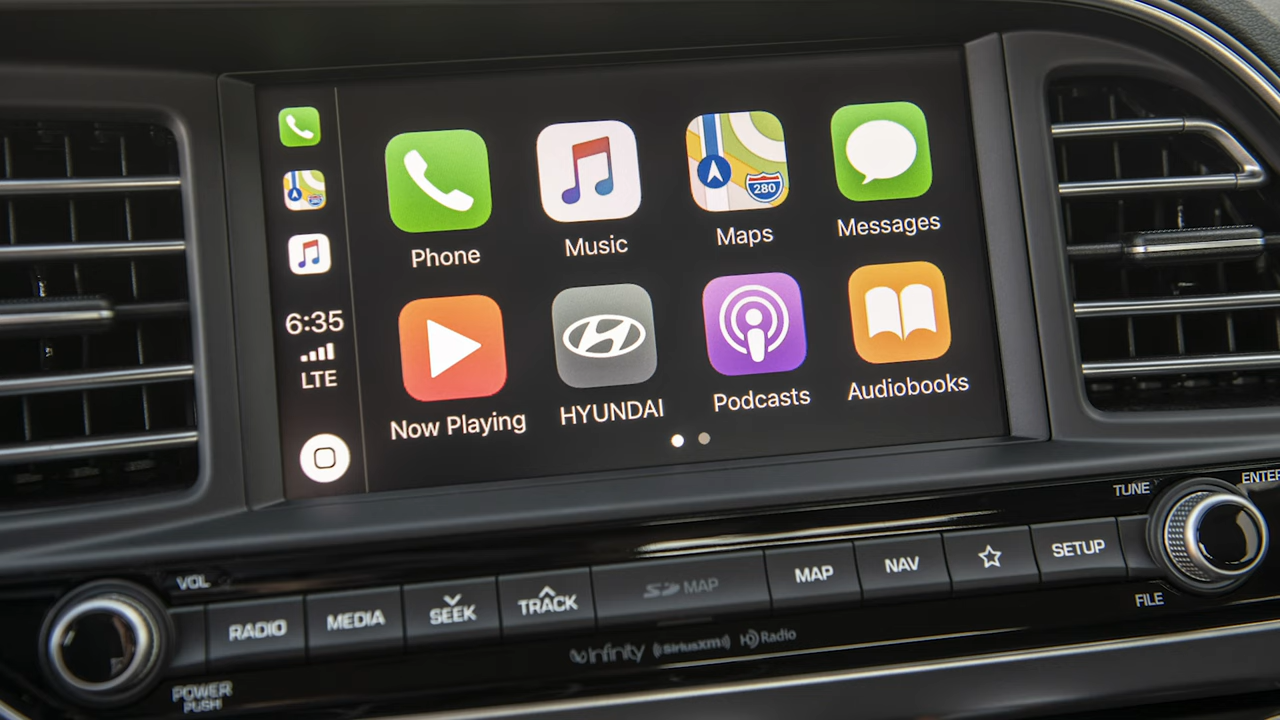 280
Phone
Music
Maps
Messages
6:35
LTE
Now Playing
HYUNDAI
Podcasts
Audiobooks
TUNE
ENTER
VOL
RADIO
MEDIA
SEEK
TRACK
SD MAP
MAP
NAV
SETUP
FILE
POWER
PUSH
infinity
SiriusXM
HD Radio